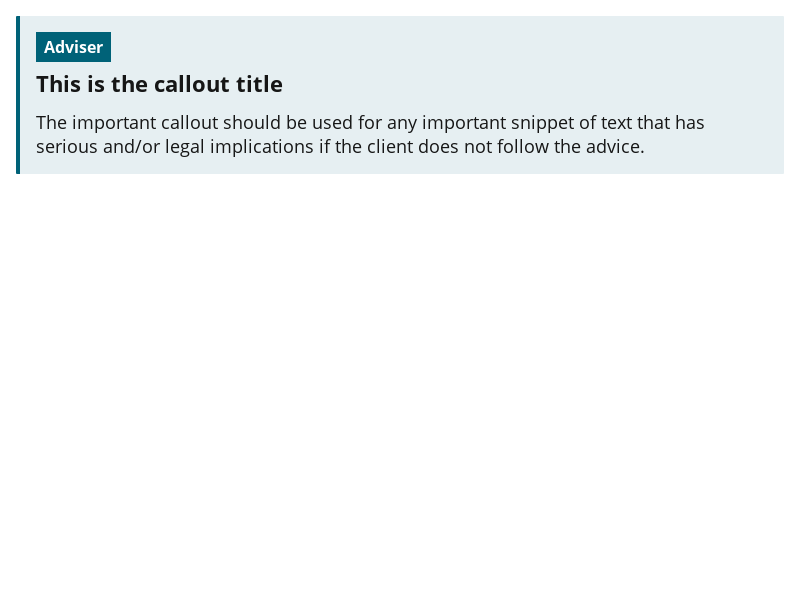 Adviser
This is the callout title
The important callout should be used for any important snippet of text that has
serious and/or legal implications if the client does not follow the advice.